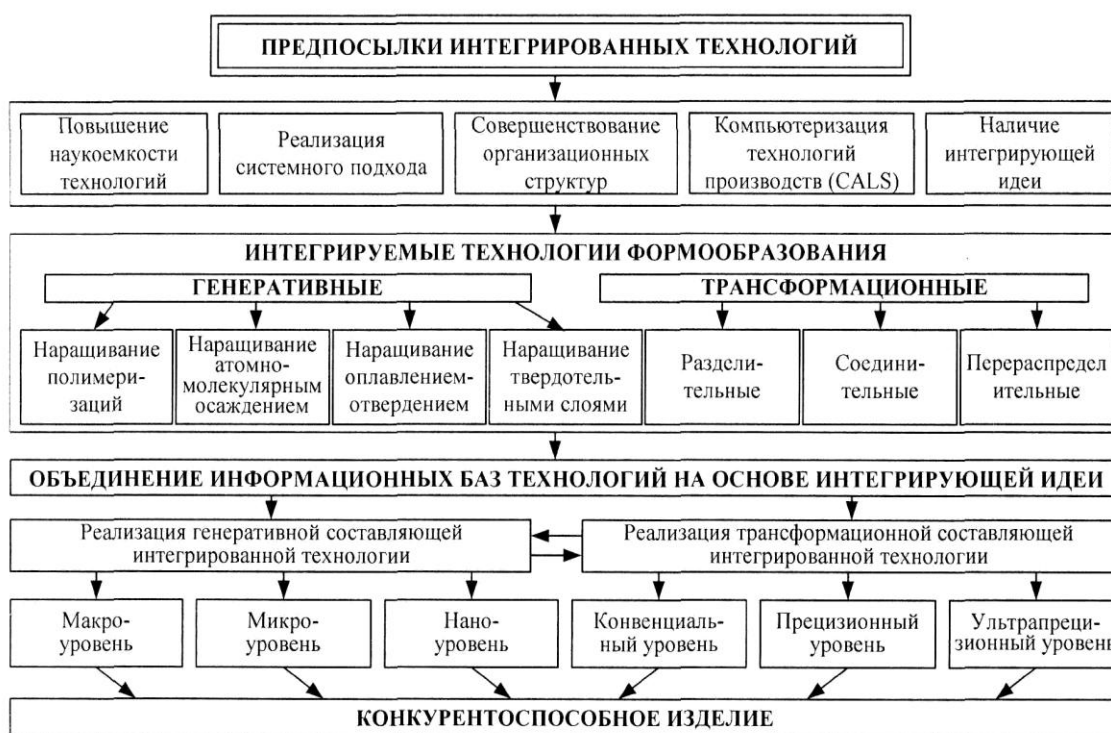 ПРЕДПОСЫЛКИ ИНТЕГРИРОВАННЫХ ТЕХНОЛОГИЙ
Повышение
наукоемкости
технологий
Реализация
системного подхода
Совершенствование
организационных
структур
Компьютеризация
технологий
производств (CALS)
Наличие
интегрирующей
идеи
ИНТЕГРИРУЕМЫЕ ТЕХНОЛОГИИ ФОРМООБРАЗОВАНИЯ
ГЕНЕРАТИВНЫЕ
ТРАНСФОРМАЦИОННЫЕ
Наращивание
полимери-
заций
Наращивание
атомно-
молекулярным
осаждением
Наращивание
оплавлением-
отвердением
Наращивание
твердотель-
ными слоями
Раздели-
тельные
Соедини-
тельные
Перераспредел
ительные
ОБЪЕДИНЕНИЕ ИНФОРМАЦИОННЫХ БАЗ ТЕХНОЛОГИЙ НА ОСНОВЕ ИНТЕГРИРУЮЩЕЙ ИДЕИ
Реализация генеративной составляющей
интегрированной технологии
Реализация трансформационной составляющей
интегрированной технологии
Макро-
уровень
Микро-
уровень
Нано-
уровень
Конвенциаль-
ный уровень
Прецизионный
уровень
Ультрапреци-
зионный уровень
КОНКУРЕНТОСПОСОБНОЕ ИЗДЕЛИЕ